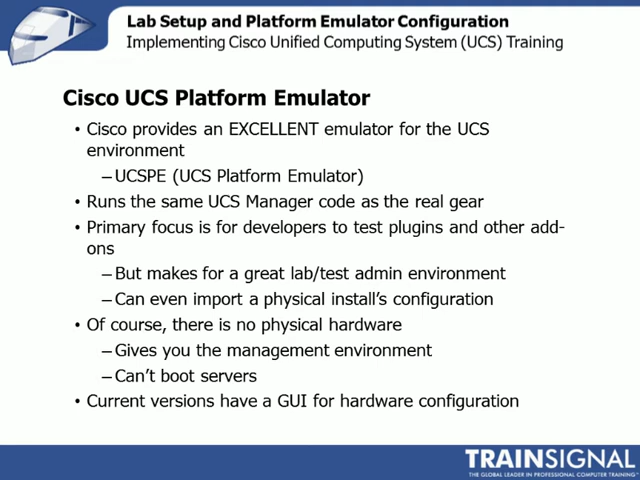 Lab Setup and Platform Emulator Configuration
Implementing Cisco Unified Computing System (UCS) Training
Cisco UCS Platform Emulator
• Cisco provides an EXCELLENT emulator for the UCS
environment
– UCSPE (UCS Platform Emulator)
• Runs the same UCS Manager code as the real gear
• Primary focus is for developers to test plugins and other add-
ons
– But makes for a great lab/test admin environment
– Can even import a physical install's configuration
• Of course, there is no physical hardware
– Gives you the management environment
– Can't boot servers
• Current versions have a GUI for hardware configuration
TRAINSIGNAL
THE GLOBAL LEADER IN PROFESSIONAL COMPUTER TRAINING